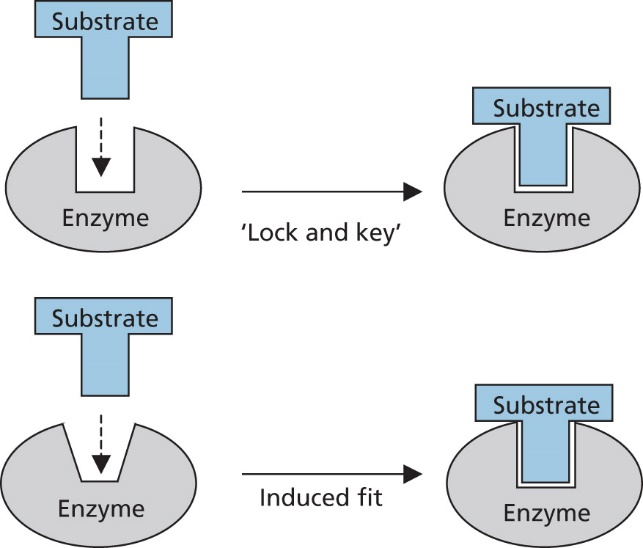 Substrate
Substrate
Enzyme
Enzyme
'Lock and key'
Substrate
Substrate
Enzyme
Enzyme
Induced fit